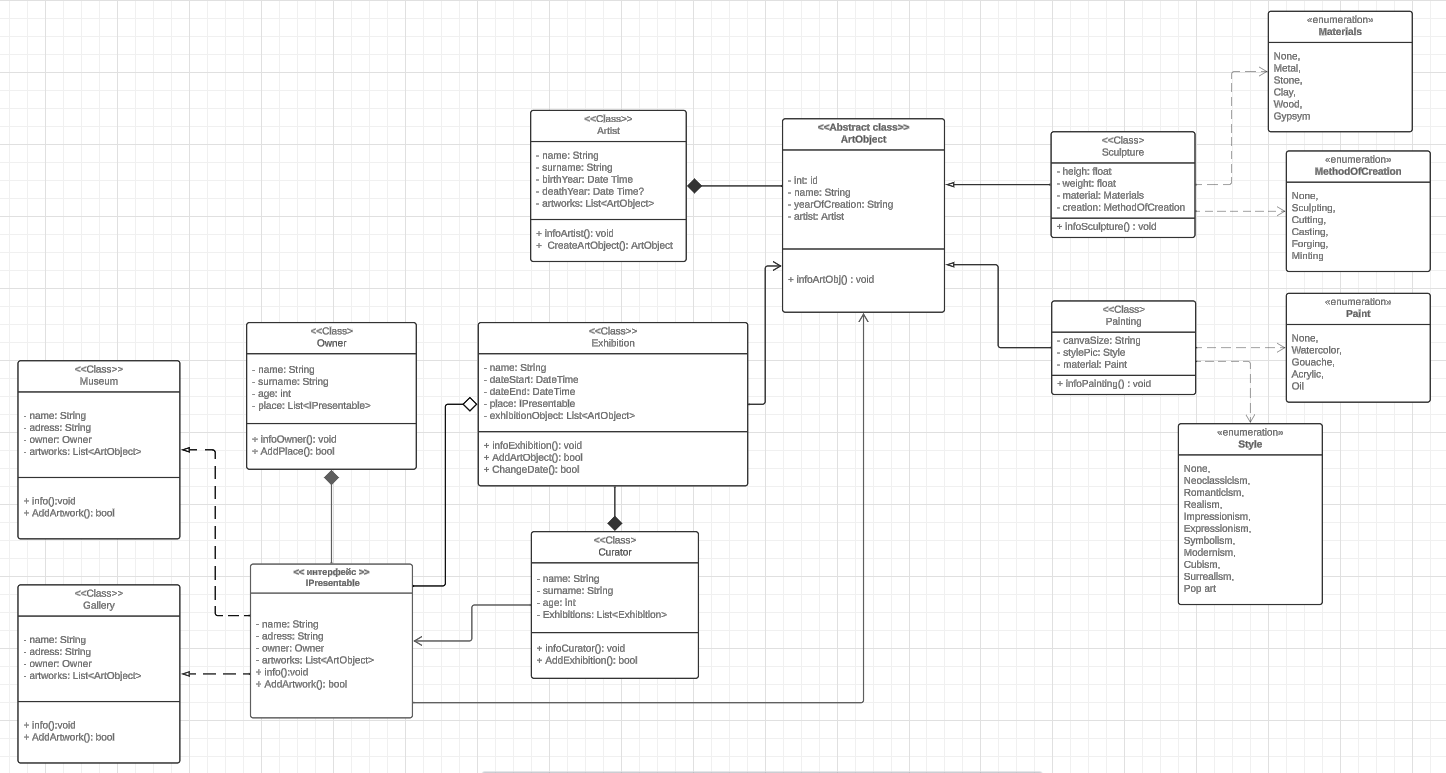 «enumeration»
Materials
None,
Metal,
Stone,
Clay,
Wood,
Gypsym
<<Class>>
Artist
- name: String
- surname: String
- birthYear: Date Time
- deathYear: Date Time?
- artworks: List<ArtObject>
+ infoArtist(): void
+ CreateArtObject(): ArtObject
<<Abstract class>>
ArtObject
- int: id
- name: String
- yearOfCreation: String
- artist: Artist
+ infoArtObj() : void
<<Class>
Sculpture
- heigh: float
- weight: float
- material: Materials
- creation: MethodOfCreation
+ infoSculpture() : void
«enumeration»
MethodOfCreation
None,
Sculpting,
Cutting,
Casting,
Forging,
Minting
<<Class>
Painting
- canvaSize: String
- stylePic: Style
- material: Paint
+ infoPainting() : void
«enumeration»
Paint
None,
Watercolor,
Gouache,
Acrylic,
Oil
«enumeration»
Style
None,
Neoclassicism,
Romanticism,
Realism,
Impressionism,
Expressionism,
Symbolism,
Modernism,
Cubism,
Surrealism,
Pop art
<<Class>
Owner
- name: String
- surname: String
- age: int
- place: List<IPresentable>
+ infoOwner(): void
+ AddPlace(): bool
<<Class>>
Exhibition
- name: String
- dateStart: DateTime
- dateEnd: DateTime
- place: IPresentable
- exhibitionObject: List<ArtObject>
+ infoExhibition(): void
+ AddArtObject(): bool
+ ChangeDate(): bool
<<Class>>
Museum
- name: String
- adress: String
- owner: Owner
- artworks: List<ArtObject>
+ info():void
+ AddArtwork(): bool
<<Class>>
Gallery
- name: String
- adress: String
- owner: Owner
- artworks: List<ArtObject>
+ info():void
+ AddArtwork(): bool
<< интерфейс >>
IPresentable
- name: String
- adress: String
- owner: Owner
- artworks: List<ArtObject>
+ info():void
+ AddArtwork(): bool
<<Class>
Curator
- name: String
- surname: String
- age: int
- Exhibitions: List<Exhibition>
+ infoCurator(): void
+ AddExhibition(): bool